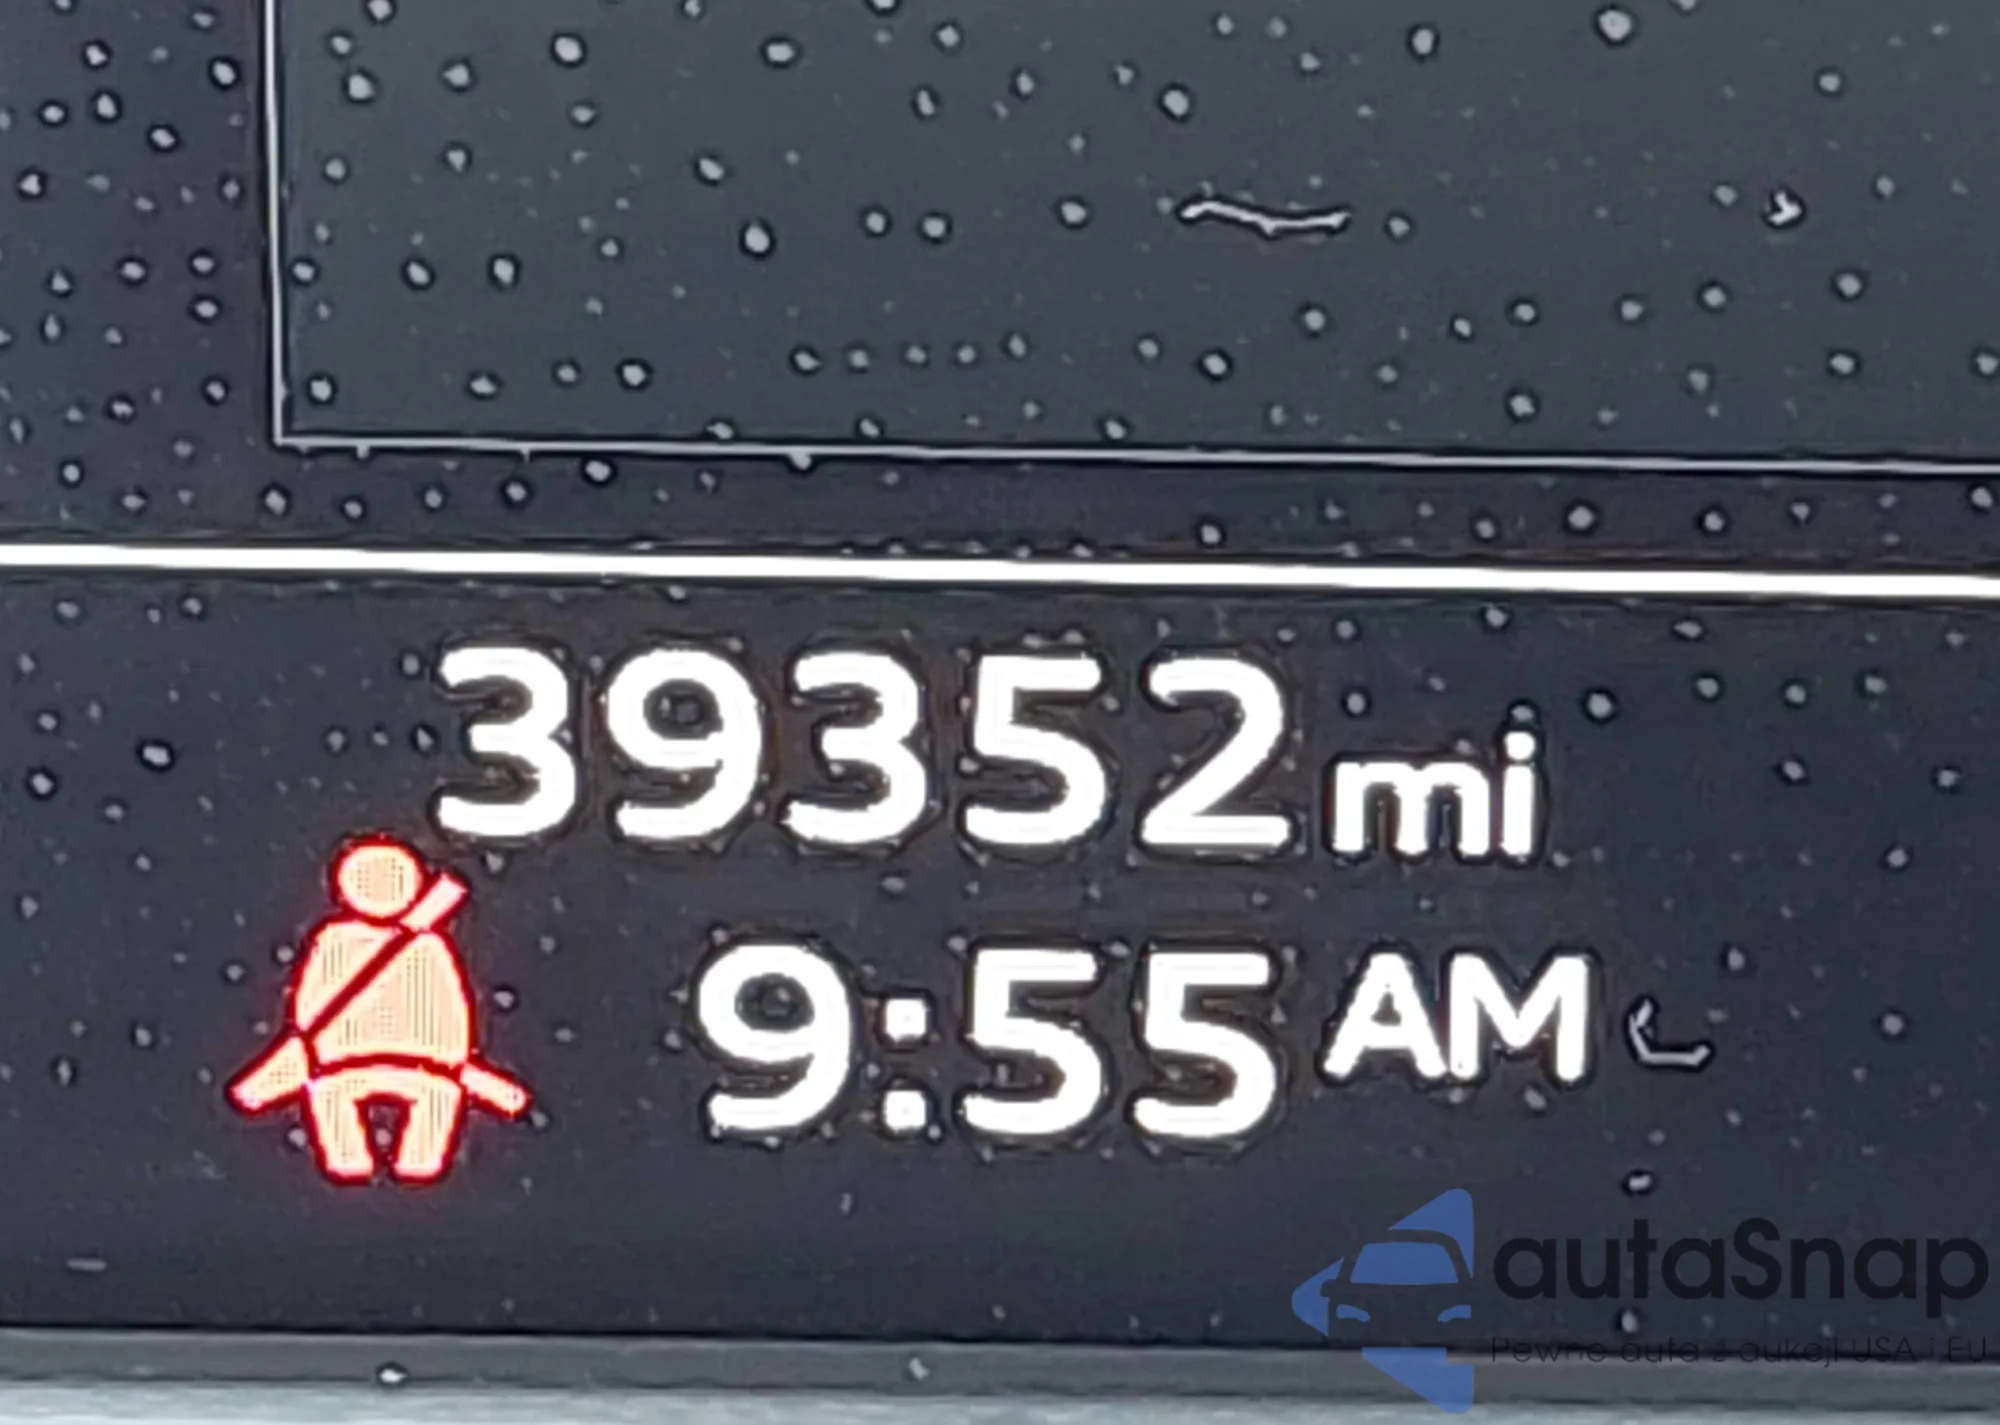 39352 mi
9:55 AM
autaSnap
Pewne auta z aukcji USA i EU